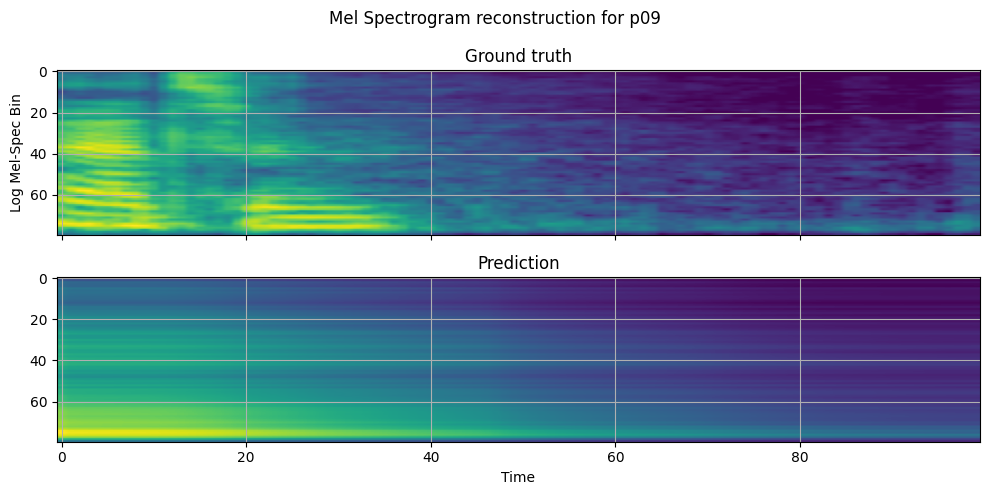 Mel Spectrogram reconstruction for p09
Ground truth
0
20
40
60
Log Mel-Spec Bin
Prediction
0
20
40
60
0 20 40 60 80
Time